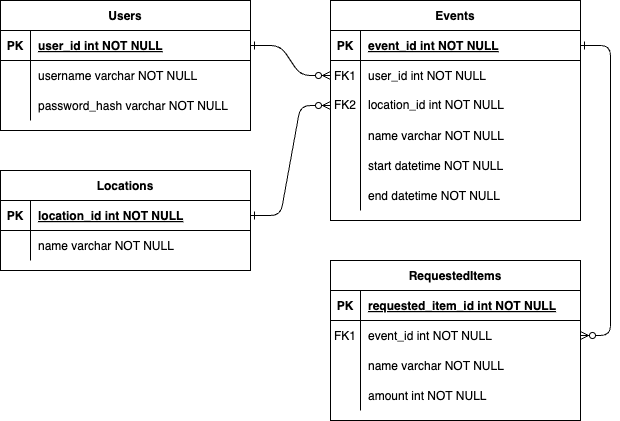 Users
PK user_id int NOT NULL
username varchar NOT NULL
password_hash varchar NOT NULL
Events
PK event_id int NOT NULL
FK1 user_id int NOT NULL
FK2 location_id int NOT NULL
name varchar NOT NULL
start datetime NOT NULL
end datetime NOT NULL
Locations
PK location_id int NOT NULL
name varchar NOT NULL
RequestedItems
PK requested_item_id int NOT NULL
FK1 event_id int NOT NULL
name varchar NOT NULL
amount int NOT NULL